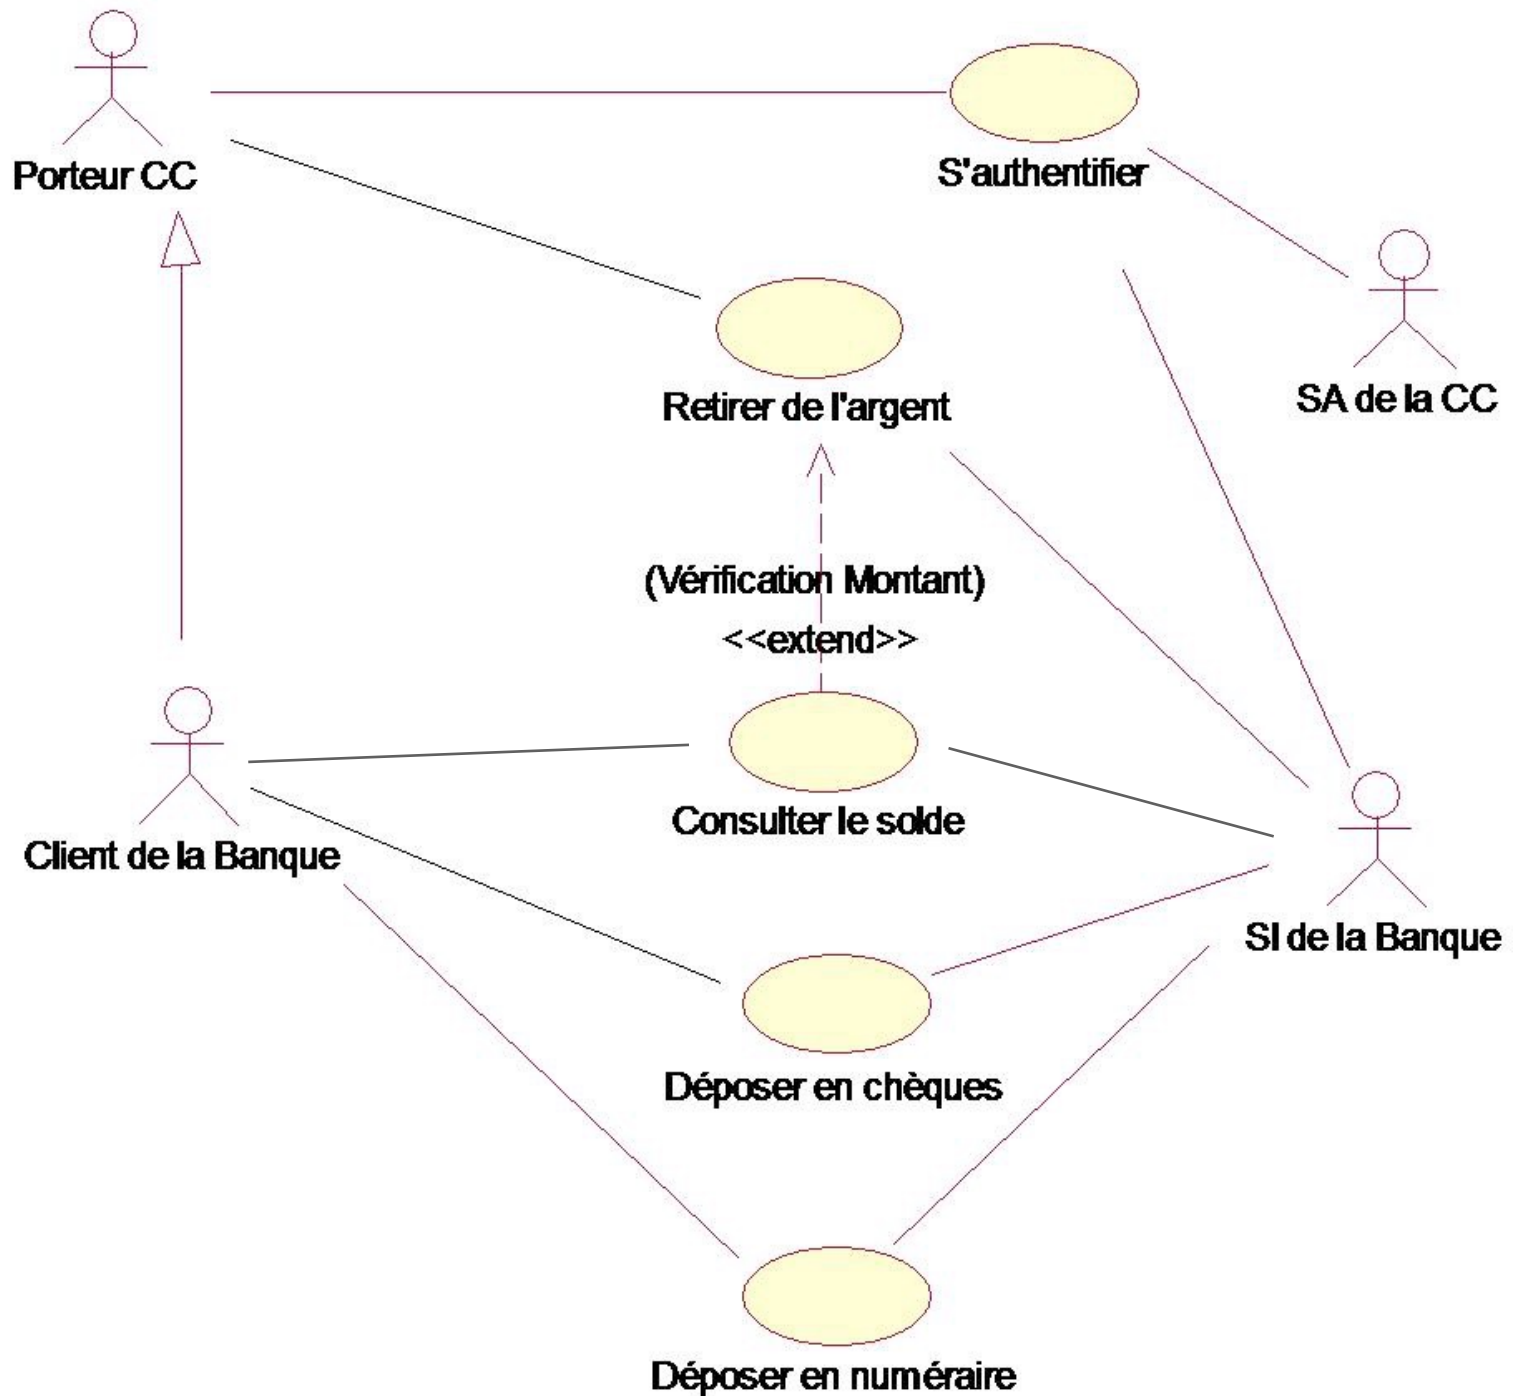 Porteur CC
S'authentifier
Retirer de l'argent
SA de la CC
(Vérification Montant)
<<extend>>
Consulter le solde
Client de la Banque
SI de la Banque
Déposer en chèques
Déposer en numéraire